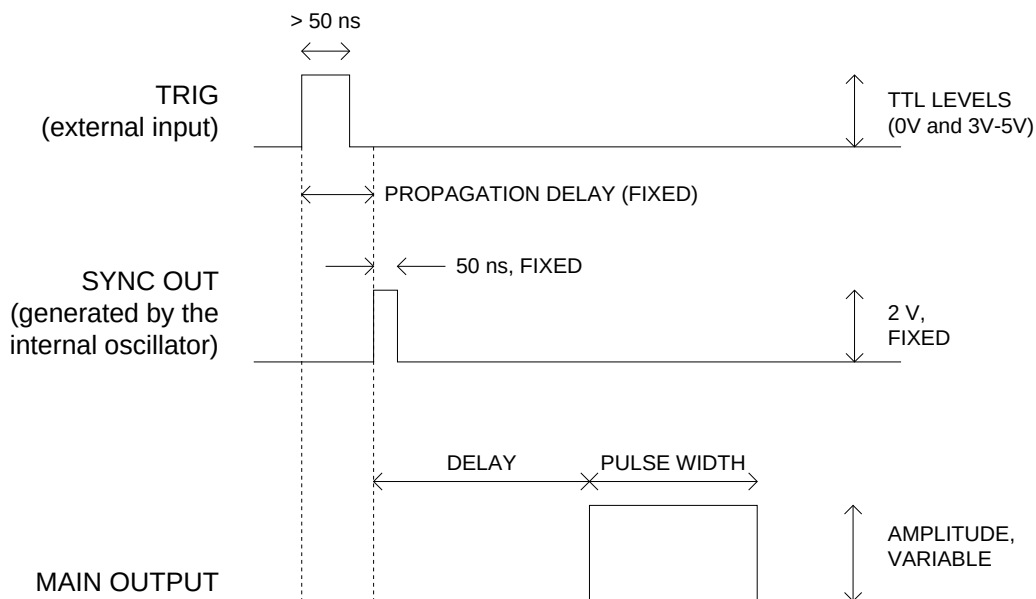 > 50 ns
TRIG
(external input)
TTL LEVELS
(0V and 3V-5V)
PROPAGATION DELAY (FIXED)
50 ns, FIXED
SYNC OUT
(generated by the
internal oscillator)
2 V,
FIXED
DELAY
PULSE WIDTH
AMPLITUDE,
VARIABLE
MAIN OUTPUT